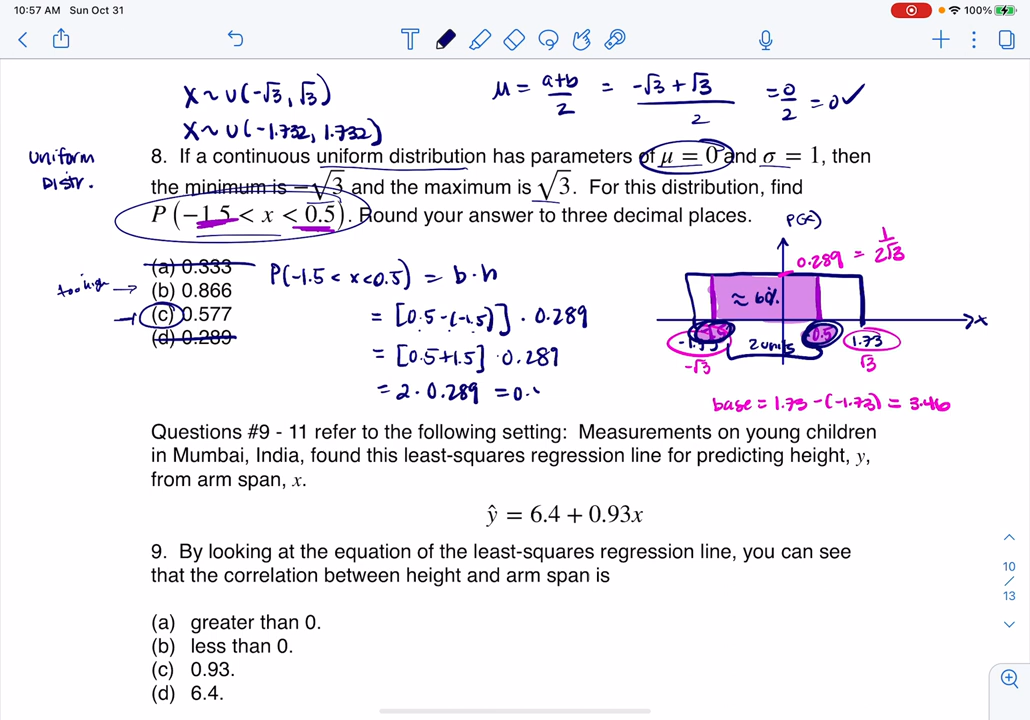 10:57 AM Sun Oct 31
100%
X ~ U(-√3, √3)
μ = a+b/2 = -√3 + √3/2 = 0/2 = 0 ✓
X ~ U(-1.732, 1.732)
Uniform
Distr.
8. If a continuous uniform distribution has parameters of μ = 0 and σ = 1, then
the minimum is −√3 and the maximum is √3. For this distribution, find
P (−1.5 < x < 0.5). Round your answer to three decimal places.
(a) 0.333
too high →
(b) 0.866
(c) 0.577
(d) 0.289
P(-1.5 < x < 0.5) = b · h
= [0.5 - (-1.5)] · 0.289
= [0.5 + 1.5] · 0.289
= 2 · 0.289 = 0.
P(x)
0.289 = 1/2√3
≈ 60%
x
-1.73
-1.5
2 units
0.5
1.73
-√3
√3
base = 1.73 - (-1.73) = 3.46
Questions #9 - 11 refer to the following setting: Measurements on young children
in Mumbai, India, found this least-squares regression line for predicting height, y,
from arm span, x.
ŷ = 6.4 + 0.93x
9. By looking at the equation of the least-squares regression line, you can see
that the correlation between height and arm span is
(a) greater than 0.
(b) less than 0.
(c) 0.93.
(d) 6.4.
10
/
13